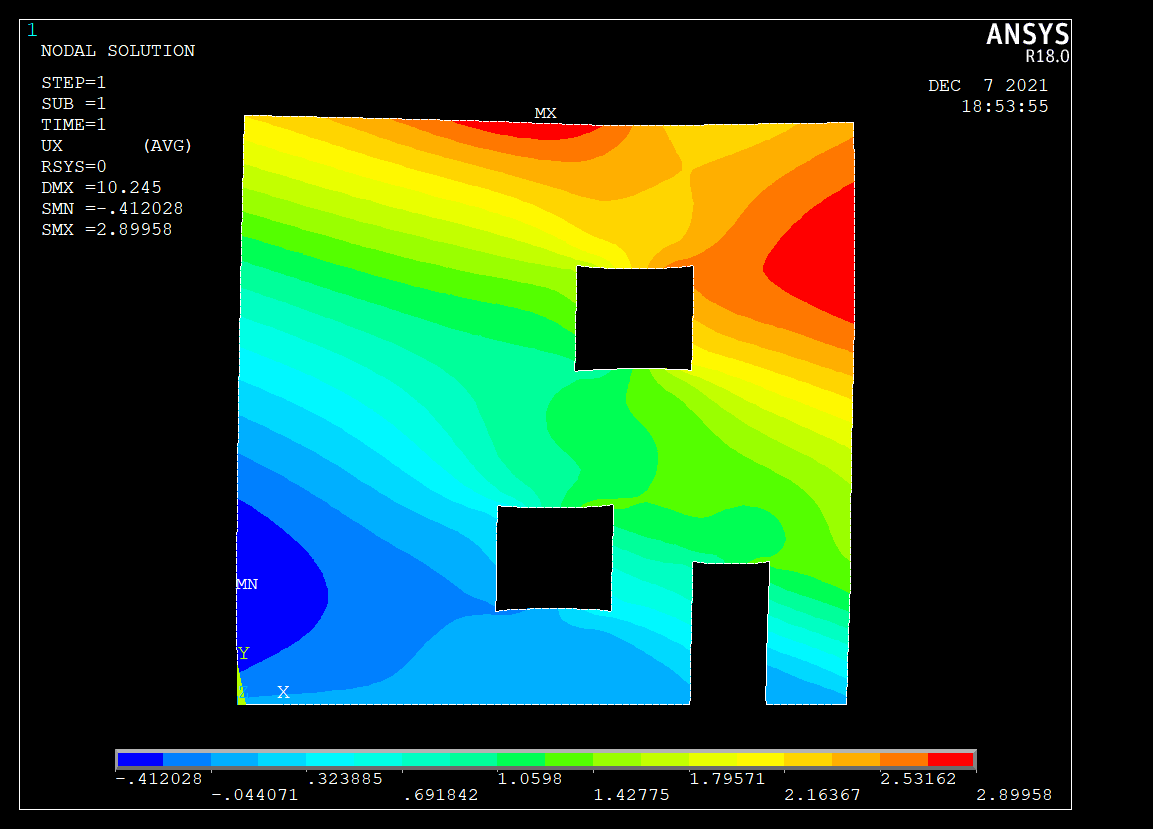 1
ANSYS
R18.0
NODAL SOLUTION
STEP=1
SUB =1
TIME=1
UX (AVG)
RSYS=0
DMX =10.245
SMN =-.412028
SMX =2.89958
DEC 7 2021
18:53:55
MX
MN
Y
Z X
-.412028 .323885 1.0598 1.79571 2.53162
-.044071 .691842 1.42775 2.16367 2.89958